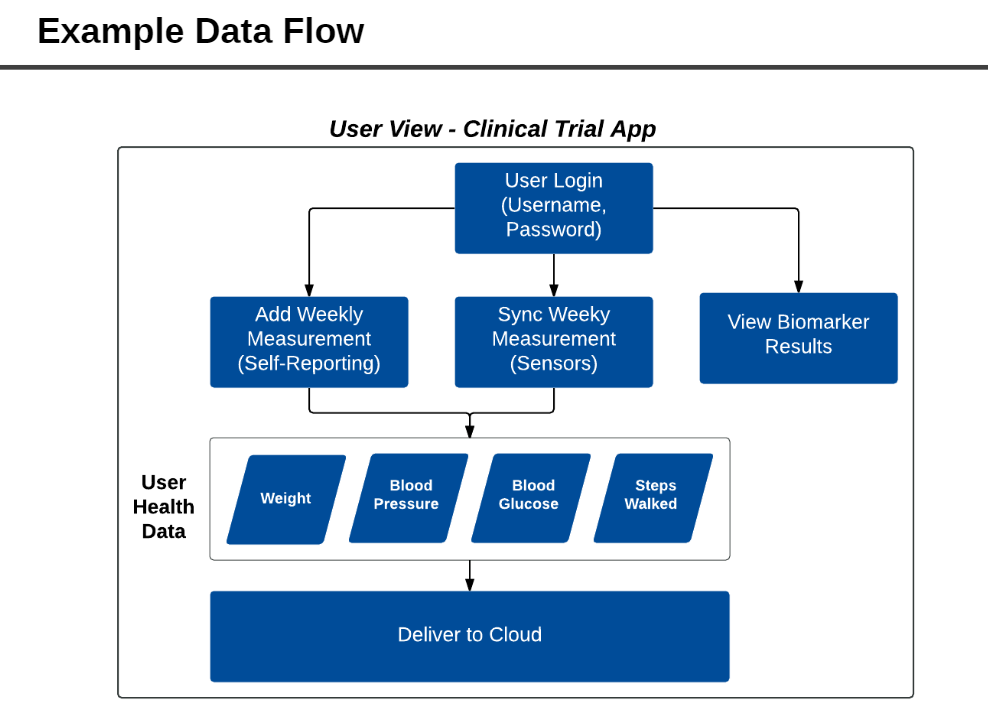 Example Data Flow
User View - Clinical Trial App
User Login
(Username,
Password)
Add Weekly
Measurement
(Self-Reporting)
Sync Weeky
Measurement
(Sensors)
View Biomarker
Results
User
Health
Data
Weight
Blood
Pressure
Blood
Glucose
Steps
Walked
Deliver to Cloud